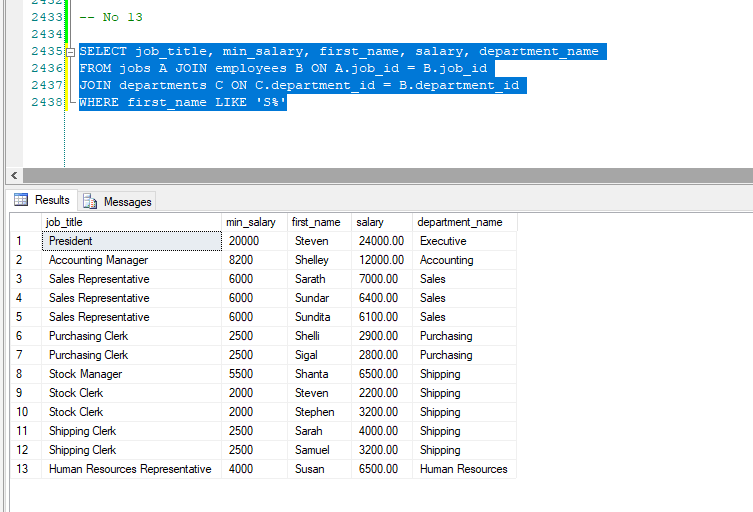 2432
2433 -- No 13
2434
2435 SELECT job_title, min_salary, first_name, salary, department_name
2436 FROM jobs A JOIN employees B ON A.job_id = B.job_id
2437 JOIN departments C ON C.department_id = B.department_id
2438 WHERE first_name LIKE 'S%'
Results Messages
job_title min_salary first_name salary department_name
1 President 20000 Steven 24000.00 Executive
2 Accounting Manager 8200 Shelley 12000.00 Accounting
3 Sales Representative 6000 Sarath 7000.00 Sales
4 Sales Representative 6000 Sundar 6400.00 Sales
5 Sales Representative 6000 Sundita 6100.00 Sales
6 Purchasing Clerk 2500 Shelli 2900.00 Purchasing
7 Purchasing Clerk 2500 Sigal 2800.00 Purchasing
8 Stock Manager 5500 Shanta 6500.00 Shipping
9 Stock Clerk 2000 Steven 2200.00 Shipping
10 Stock Clerk 2000 Stephen 3200.00 Shipping
11 Shipping Clerk 2500 Sarah 4000.00 Shipping
12 Shipping Clerk 2500 Samuel 3200.00 Shipping
13 Human Resources Representative 4000 Susan 6500.00 Human Resources